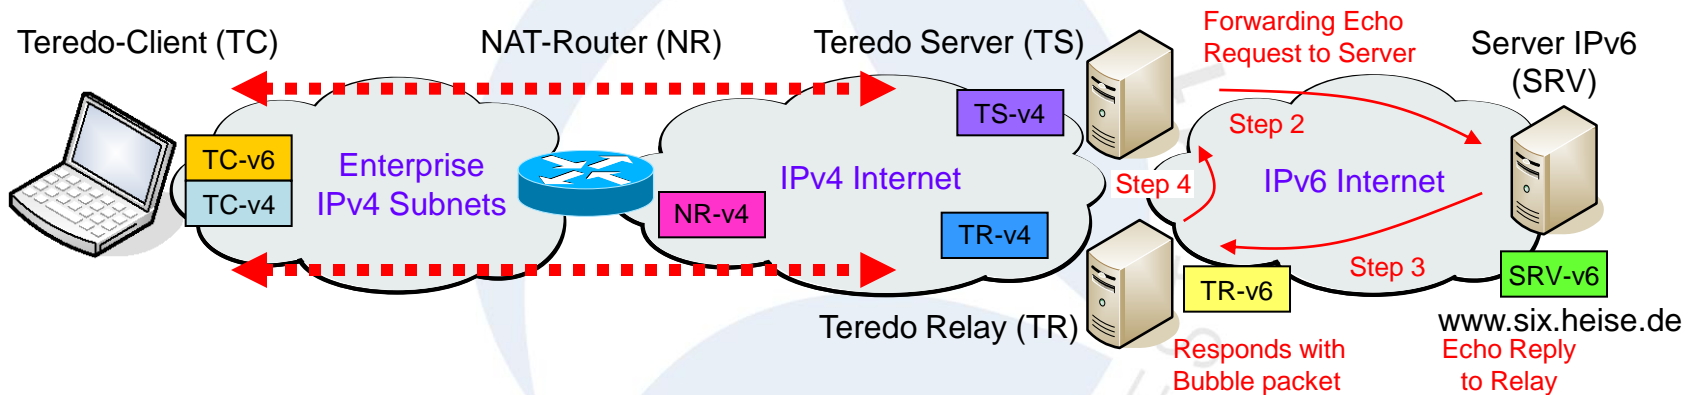 Teredo-Client (TC)
NAT-Router (NR)
Teredo Server (TS)
Forwarding Echo
Request to Server
Server IPv6
(SRV)
TS-v4
Step 2
TC-v6
TC-v4
Enterprise
IPv4 Subnets
IPv4 Internet
Step 4
IPv6 Internet
NR-v4
TR-v4
Step 3
TR-v6
SRV-v6
Teredo Relay (TR)
www.six.heise.de
Responds with
Bubble packet
Echo Reply
to Relay